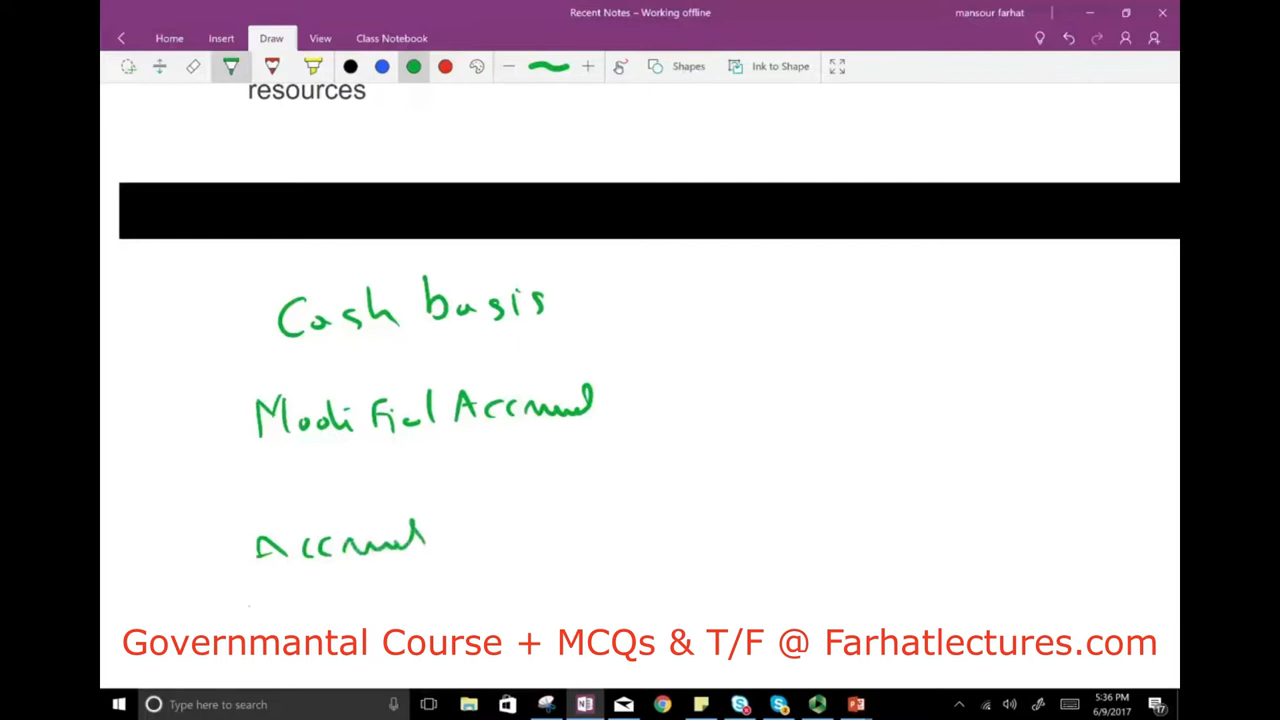 Recent Notes – Working offline
mansour farhat
Home Insert Draw View Class Notebook
Shapes Ink to Shape
resources
Cash basis
Modified Accrual
Accrual
Governmantal Course + MCQs & T/F @ Farhatlectures.com
Type here to search
5:36 PM
6/9/2017
17